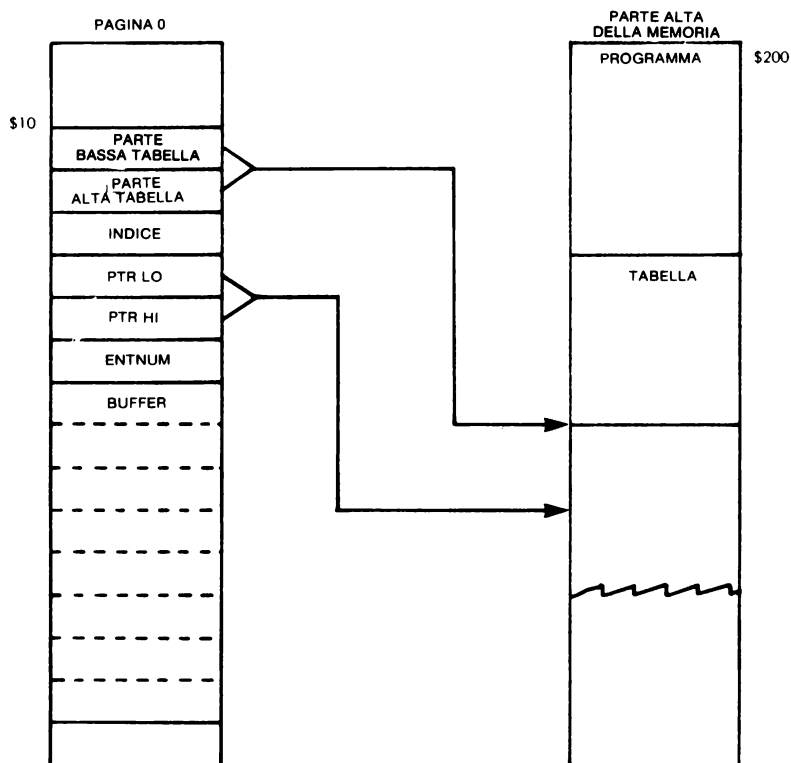 PAGINA 0
$10
PARTE
BASSA TABELLA
PARTE
ALTA TABELLA
INDICE
PTR LO
PTR HI
ENTNUM
BUFFER
PARTE ALTA
DELLA MEMORIA
PROGRAMMA
$200
TABELLA